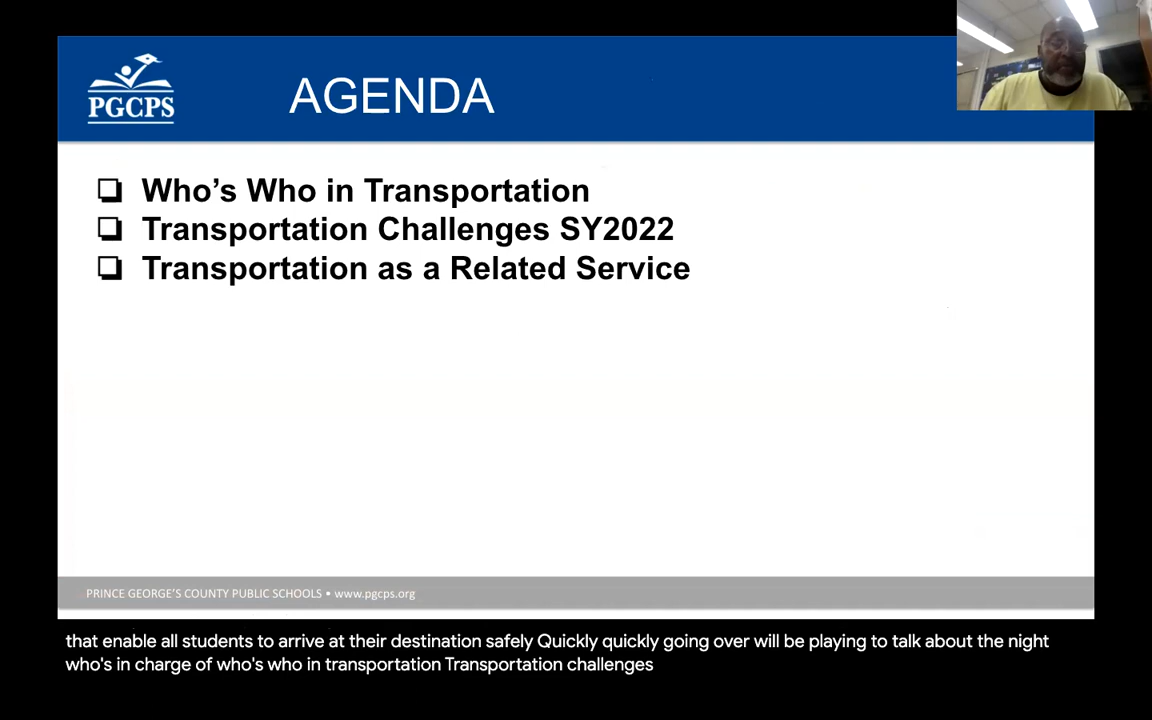 PGCPS
AGENDA
❏ Who’s Who in Transportation
❏ Transportation Challenges SY2022
❏ Transportation as a Related Service
PRINCE GEORGE’S COUNTY PUBLIC SCHOOLS • www.pgcps.org
that enable all students to arrive at their destination safely Quickly quickly going over will be playing to talk about the night
who's in charge of who's who in transportation Transportation challenges